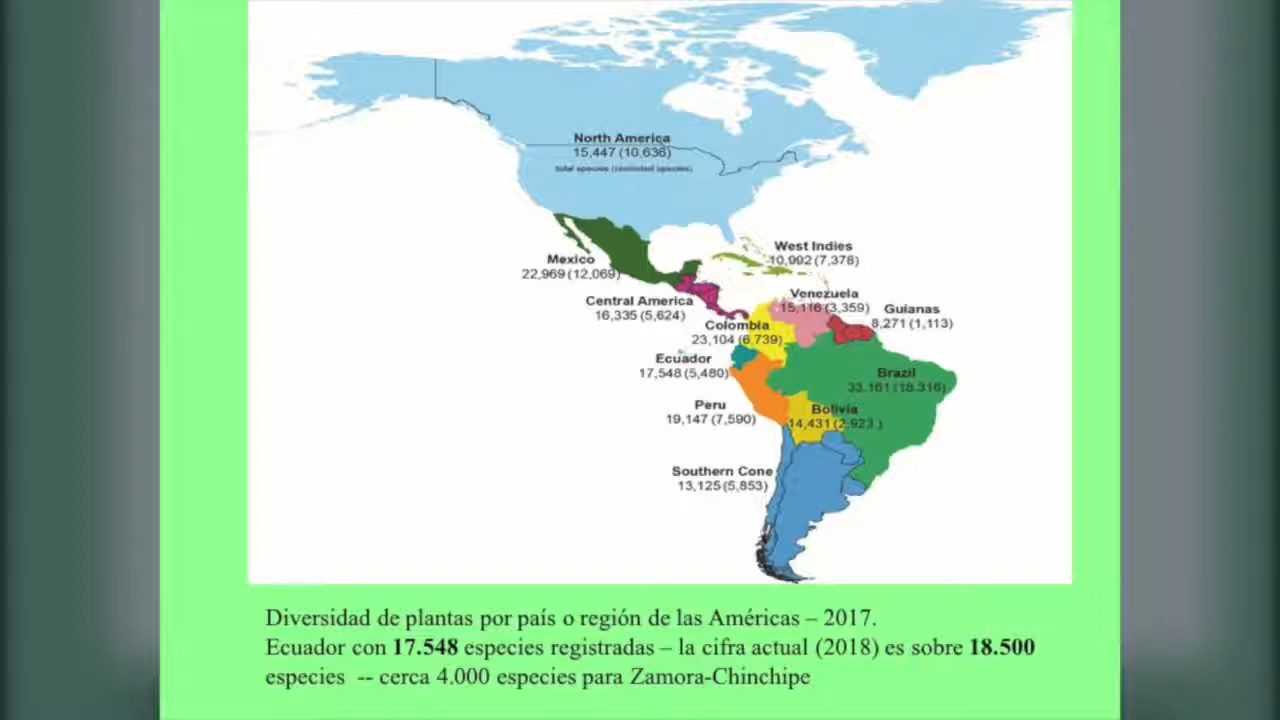 North America
15,447 (10,636)
total species (restricted species)
Mexico
22,969 (12,069)
West Indies
10,992 (7,378)
Central America
16,335 (5,624)
Venezuela
15,116 (3,359)
Guianas
8,271 (1,113)
Colombia
23,104 (6,739)
Ecuador
17,548 (5,480)
Brazil
33,161 (18,316)
Peru
19,147 (7,590)
Bolivia
14,431 (2,923 )
Southern Cone
13,125 (5,853)
Diversidad de plantas por país o región de las Américas – 2017.
Ecuador con 17.548 especies registradas – la cifra actual (2018) es sobre 18.500
especies -- cerca 4.000 especies para Zamora-Chinchipe